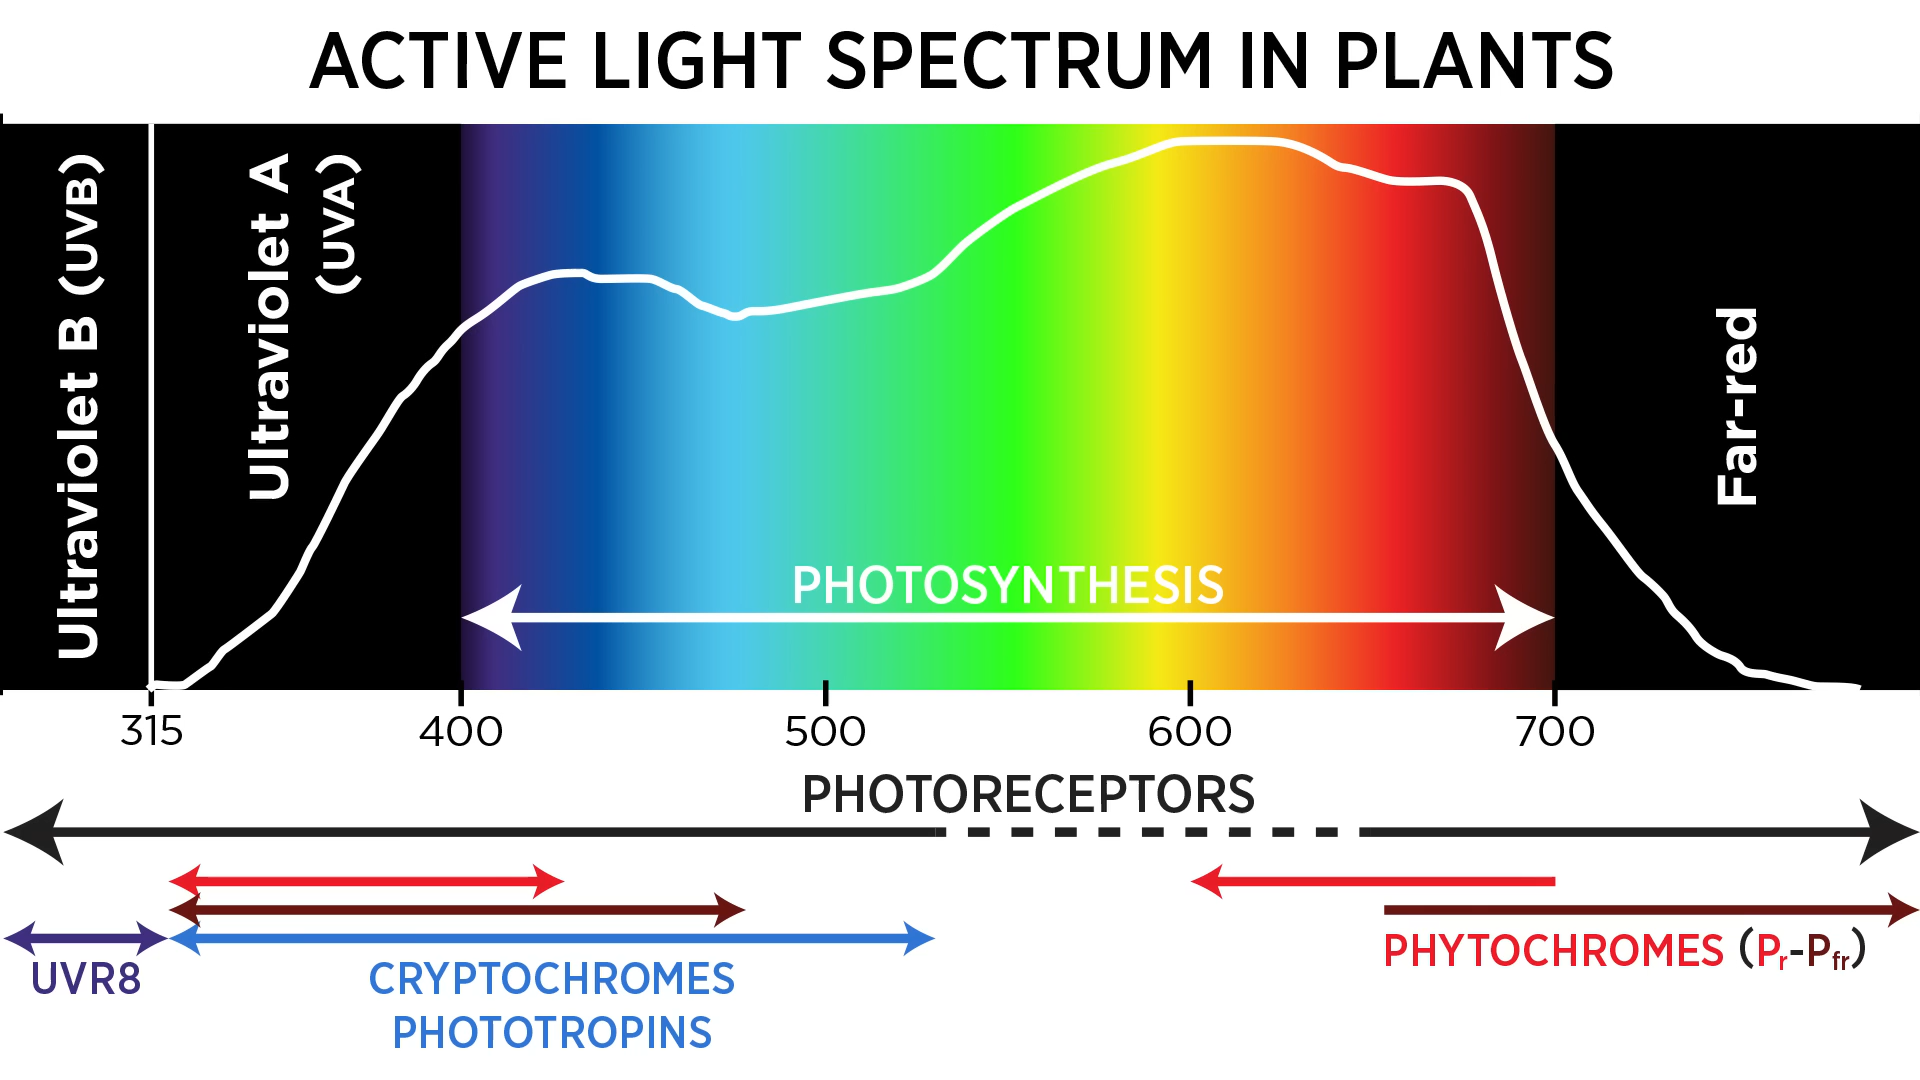 ACTIVE LIGHT SPECTRUM IN PLANTS
Ultraviolet B (UVB)
Ultraviolet A
(UVA)
Far-red
PHOTOSYNTHESIS
315
400
500
600
700
PHOTORECEPTORS
UVR8
CRYPTOCHROMES
PHOTOTROPINS
PHYTOCHROMES (Pr-Pfr)